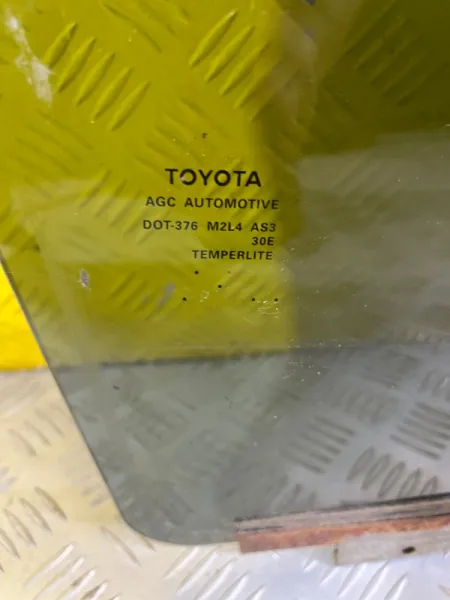 TOYOTA
AGC AUTOMOTIVE
DOT-376 M2L4 AS3
30E
TEMPERLITE